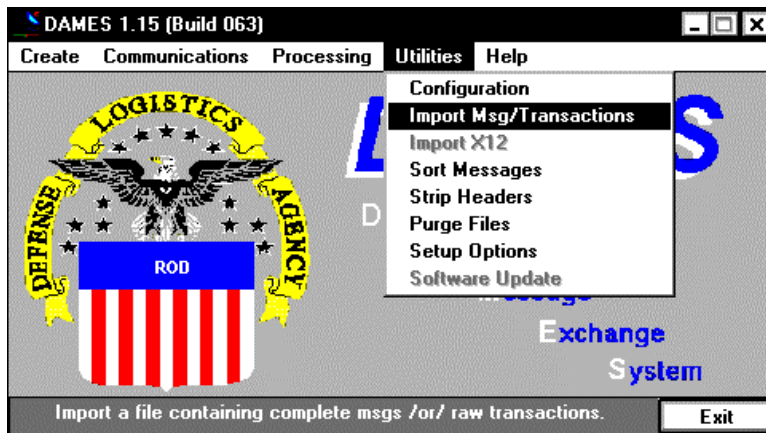 DAMES 1.15 (Build 063)
Create Communications Processing Utilities Help
Configuration
Import Msg/Transactions
Import X12
Sort Messages
Strip Headers
Purge Files
Setup Options
Software Update
DEFENSE LOGISTICS AGENCY
ROD
D
S
Exchange
System
Import a file containing complete msgs /or/ raw transactions.
Exit